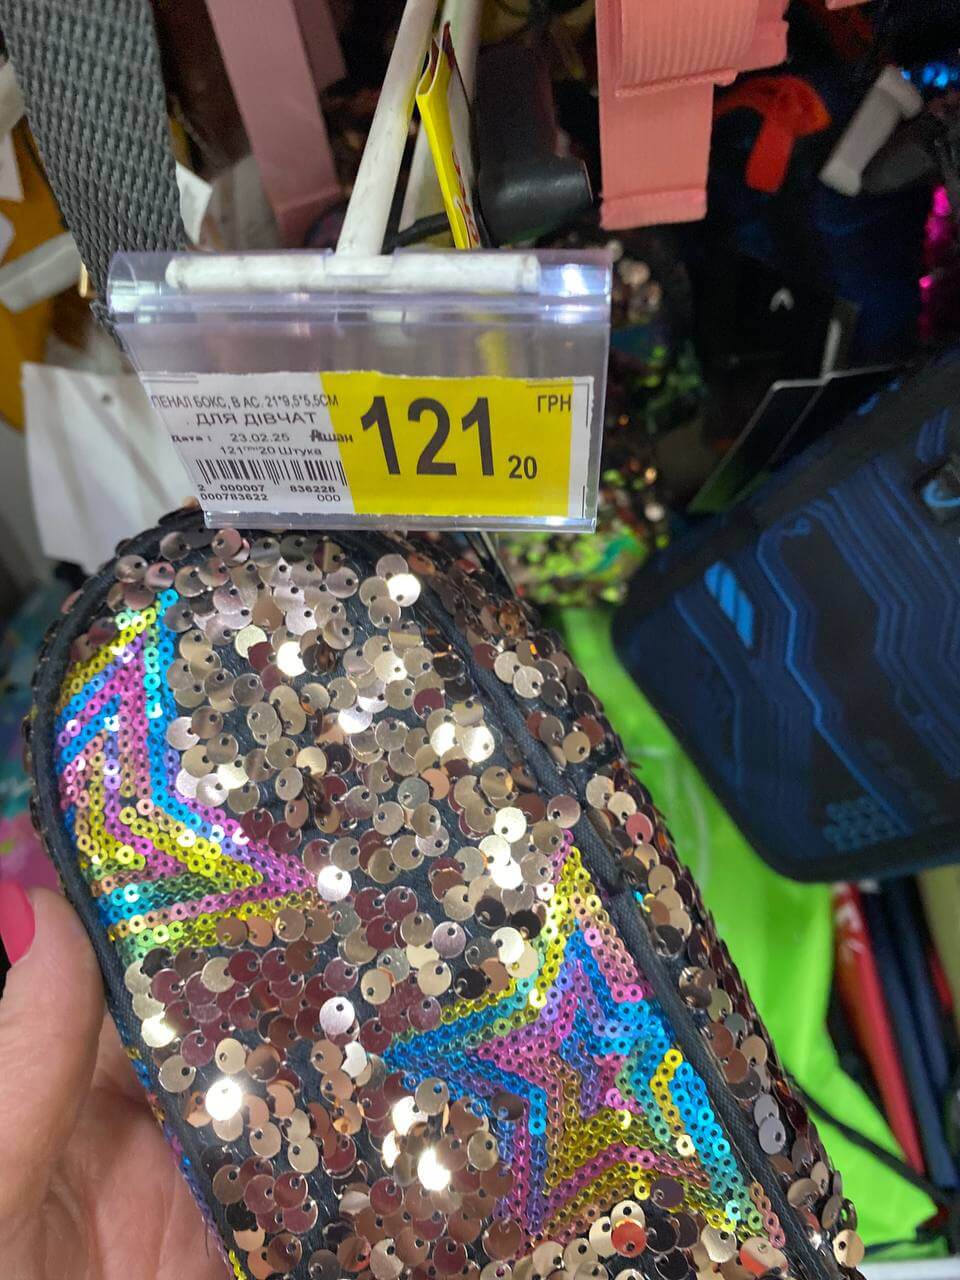 ПЕНАЛ БОКС, В АС. 21*9,5*5,5СМ
ДЛЯ ДІВЧАТ
Дата : 23.02.25 Ашан
121грн20 Штука
2 000007 836228
000783622 000
121 20 ГРН